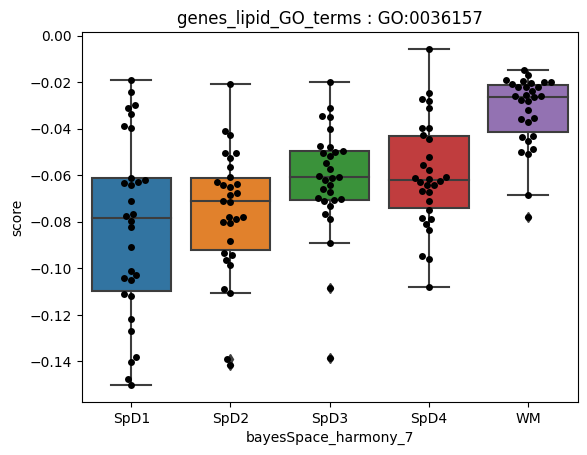 genes_lipid_GO_terms : GO:0036157
0.00
−0.02
−0.04
−0.06
−0.08
−0.10
−0.12
−0.14
score
SpD1 SpD2 SpD3 SpD4 WM
bayesSpace_harmony_7